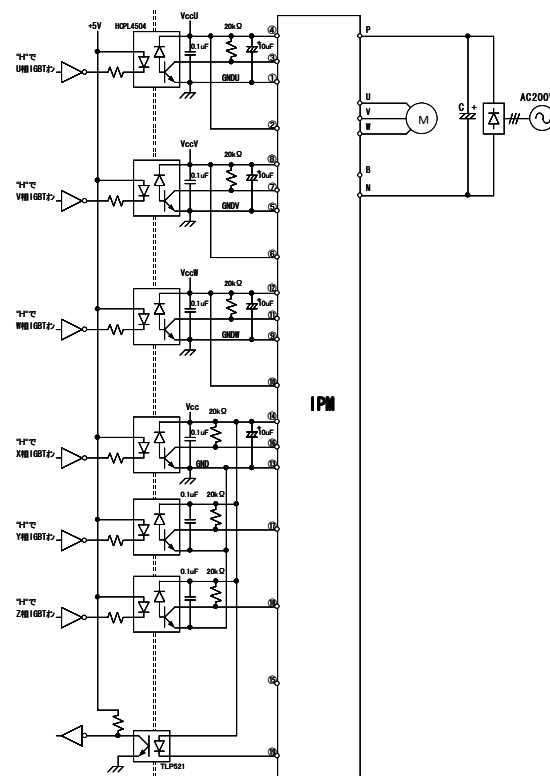 +5V
HCPL4504
VccU
20kΩ
④
0.1uF
10uF
③
"H"で
U相IGBTオン
GNDU
①
②
P
U
V
W
M
C
+
AC200V
B
N
VccV
20kΩ
⑧
0.1uF
10uF
⑦
"H"で
V相IGBTオン
GNDV
⑤
⑥
VccW
20kΩ
⑫
0.1uF
10uF
⑪
"H"で
W相IGBTオン
GNDW
⑨
⑩
IPM
Vcc
20kΩ
⑭
0.1uF
10uF
⑯
"H"で
X相IGBTオン
GND
⑬
0.1uF
20kΩ
"H"で
Y相IGBTオン
⑰
0.1uF
20kΩ
"H"で
Z相IGBTオン
⑱
⑮
TLP521
⑲